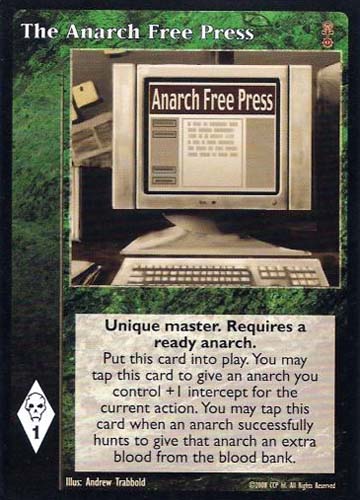 The Anarch Free Press
Anarch Free Press
Unique master. Requires a
ready anarch.
Put this card into play. You may
tap this card to give an anarch you
control +1 intercept for the
current action. You may tap this
card when an anarch successfully
hunts to give that anarch an extra
blood from the blood bank.
1
Illus: Andrew Trabbold
©2008 CCP hf. All Rights Reserved